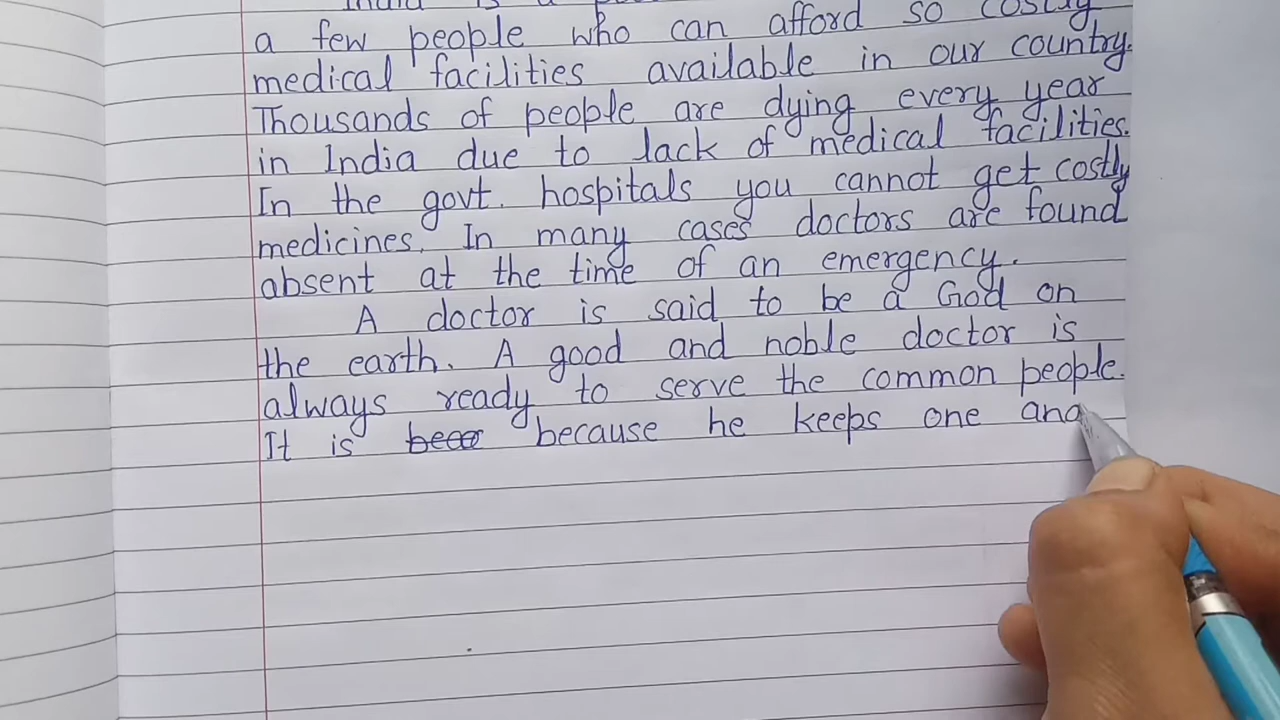 India is a
a few people who can afford so costly
medical facilities available in our country.
Thousands of people are dying every year
in India due to lack of medical facilities.
In the govt. hospitals you cannot get costly
medicines. In many cases doctors are found
absent at the time of an emergency.
A doctor is said to be a God on
the earth. A good and noble doctor is
always ready to serve the common people.
It is because he keeps one and